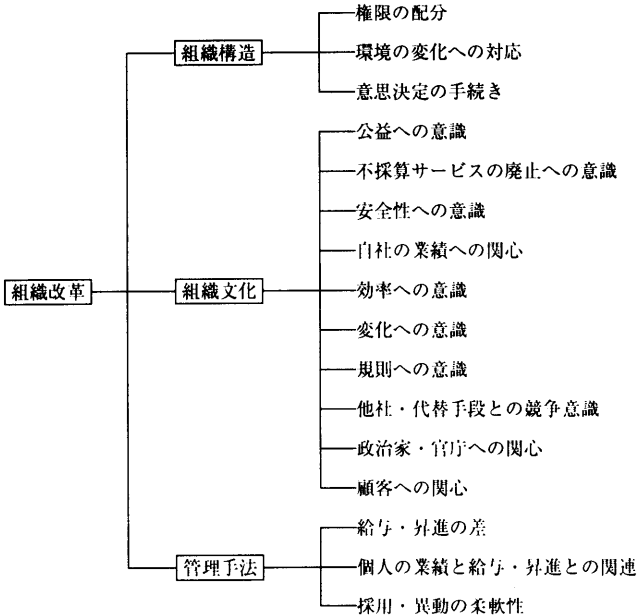 組織改革
組織構造
権限の配分
環境の変化への対応
意思決定の手続き
組織文化
公益への意識
不採算サービスの廃止への意識
安全性への意識
自社の業績への関心
効率への意識
変化への意識
規則への意識
他社・代替手段との競争意識
政治家・官庁への関心
顧客への関心
管理手法
給与・昇進の差
個人の業績と給与・昇進との関連
採用・異動の柔軟性